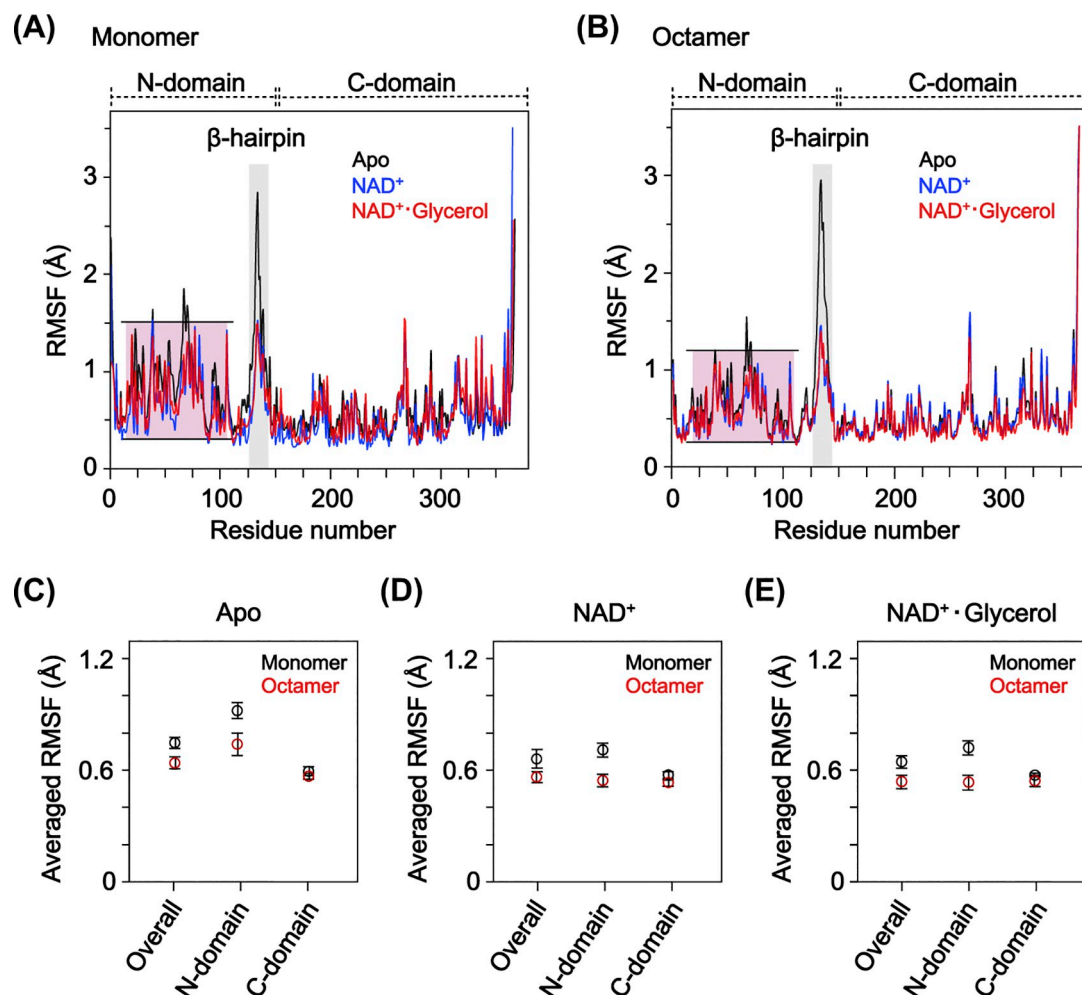 (A) Monomer
N-domain C-domain
β-hairpin
Apo
NAD⁺
NAD⁺·Glycerol
3
2
1
0
RMSF (Å)
0 100 200 300
Residue number
(B) Octamer
N-domain C-domain
β-hairpin
Apo
NAD⁺
NAD⁺·Glycerol
3
2
1
0
RMSF (Å)
0 100 200 300
Residue number
(C) Apo
Monomer
Octamer
1.2
0.6
0
Averaged RMSF (Å)
Overall
N-domain
C-domain
(D) NAD⁺
Monomer
Octamer
1.2
0.6
0
Averaged RMSF (Å)
Overall
N-domain
C-domain
(E) NAD⁺·Glycerol
Monomer
Octamer
1.2
0.6
0
Averaged RMSF (Å)
Overall
N-domain
C-domain